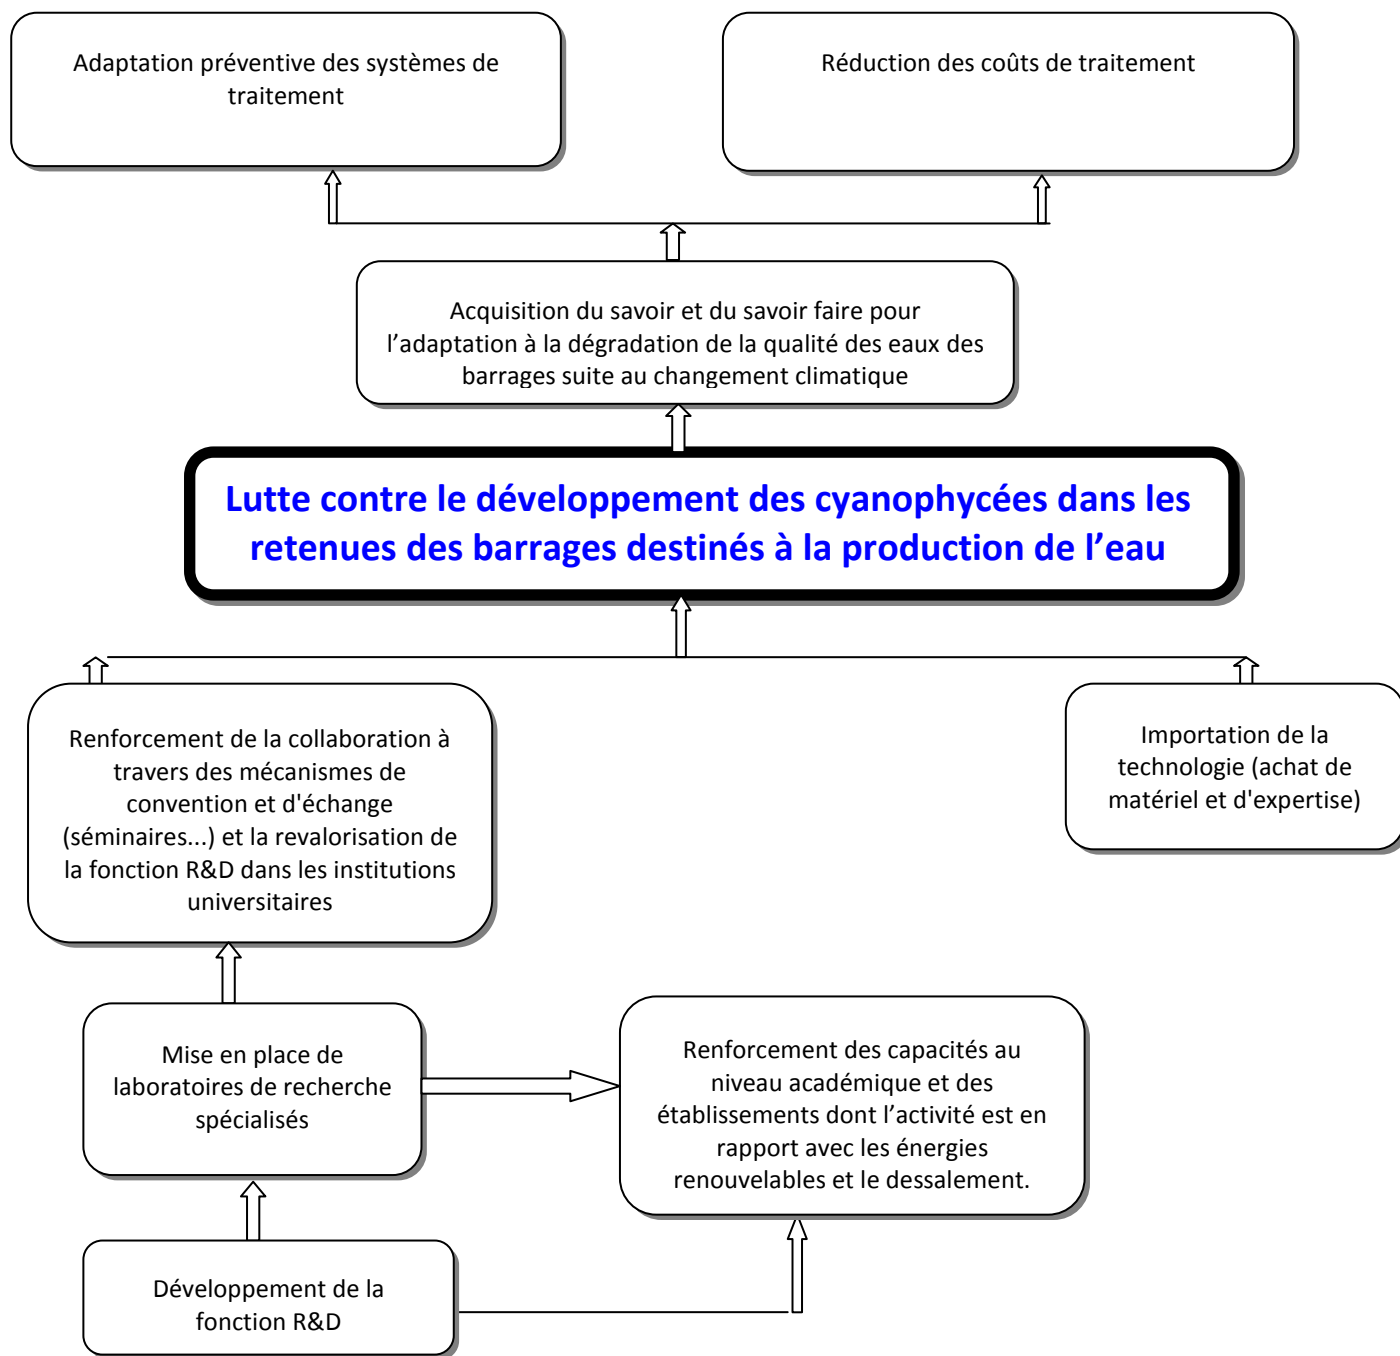 Adaptation préventive des systèmes de
traitement
Réduction des coûts de traitement
Acquisition du savoir et du savoir faire pour
l’adaptation à la dégradation de la qualité des eaux des
barrages suite au changement climatique
Lutte contre le développement des cyanophycées dans les
retenues des barrages destinés à la production de l’eau
Renforcement de la collaboration à
travers des mécanismes de
convention et d'échange
(séminaires...) et la revalorisation de
la fonction R&D dans les institutions
universitaires
Importation de la
technologie (achat de
matériel et d'expertise)
Mise en place de
laboratoires de recherche
spécialisés
Renforcement des capacités au
niveau académique et des
établissements dont l’activité est en
rapport avec les énergies
renouvelables et le dessalement.
Développement de la
fonction R&D